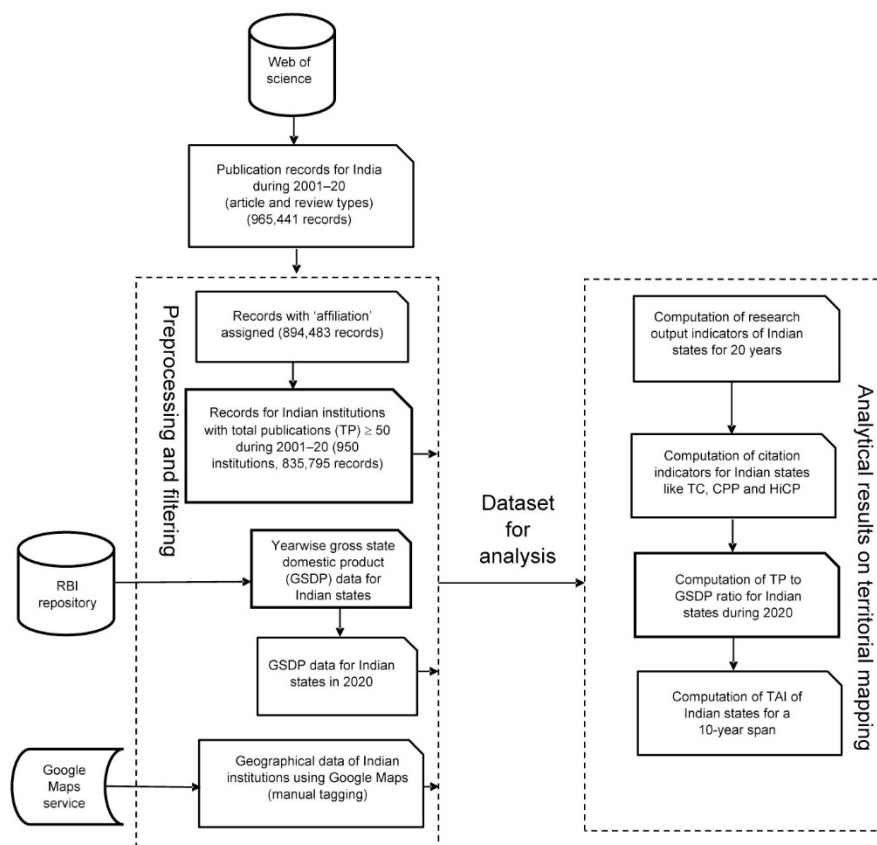 Web of
science
Publication records for India
during 2001–20
(article and review types)
(965,441 records)
Preprocessing and filtering
Records with ‘affiliation’
assigned (894,483 records)
Records for Indian institutions
with total publications (TP) ≥ 50
during 2001–20 (950
institutions, 835,795 records)
RBI
repository
Yearwise gross state
domestic product
(GSDP) data for
Indian states
GSDP data for Indian
states in 2020
Google
Maps
service
Geographical data of Indian
institutions using Google Maps
(manual tagging)
Dataset
for
analysis
Computation of research
output indicators of Indian
states for 20 years
Computation of citation
indicators for Indian states
like TC, CPP and HiCP
Computation of TP to
GSDP ratio for Indian
states during 2020
Computation of TAI of
Indian states for a
10-year span
Analytical results on territorial mapping